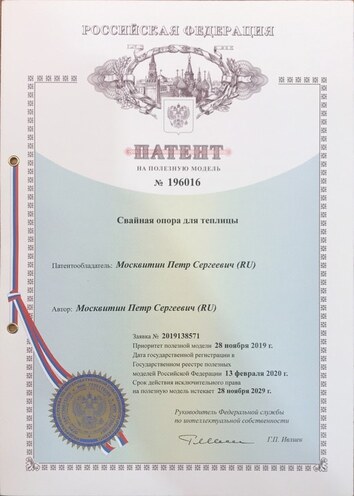 РОССИЙСКАЯ ФЕДЕРАЦИЯ
ПАТЕНТ
НА ПОЛЕЗНУЮ МОДЕЛЬ
№ 196016
Свайная опора для теплицы
Патентообладатель: Москвитин Петр Сергеевич (RU)
Автор: Москвитин Петр Сергеевич (RU)
Заявка № 2019138571
Приоритет полезной модели 28 ноября 2019 г.
Дата государственной регистрации в
Государственном реестре полезных
моделей Российской Федерации 13 февраля 2020 г.
Срок действия исключительного права
на полезную модель истекает 28 ноября 2029 г.
Руководитель Федеральной службы
по интеллектуальной собственности
Г.П. Ивлиев